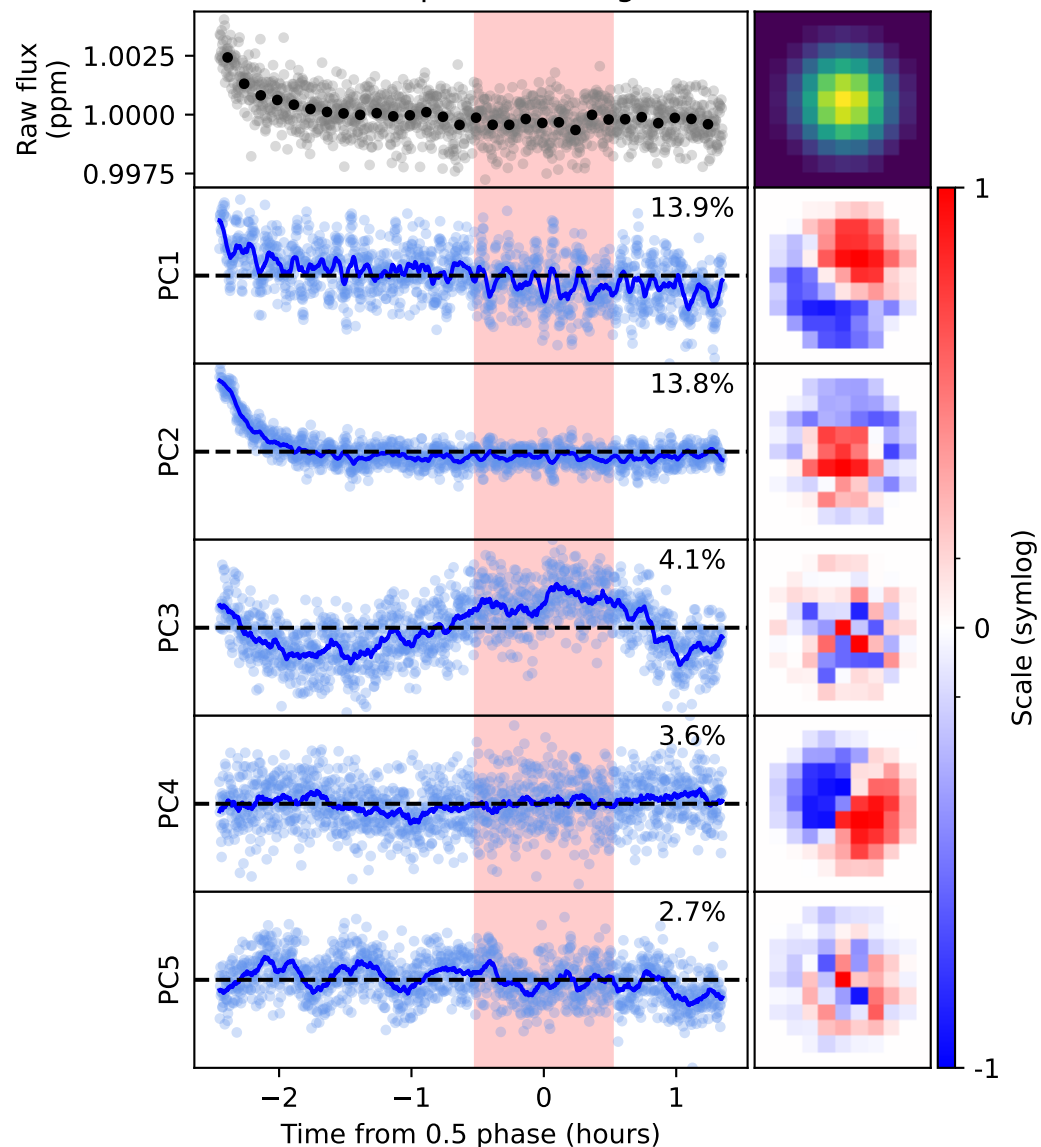 Raw flux
(ppm)
1.0025
1.0000
0.9975
PC1
13.9%
1
PC2
13.8%
PC3
4.1%
0
Scale (symlog)
PC4
3.6%
PC5
2.7%
-1
−2
−1
0
1
Time from 0.5 phase (hours)